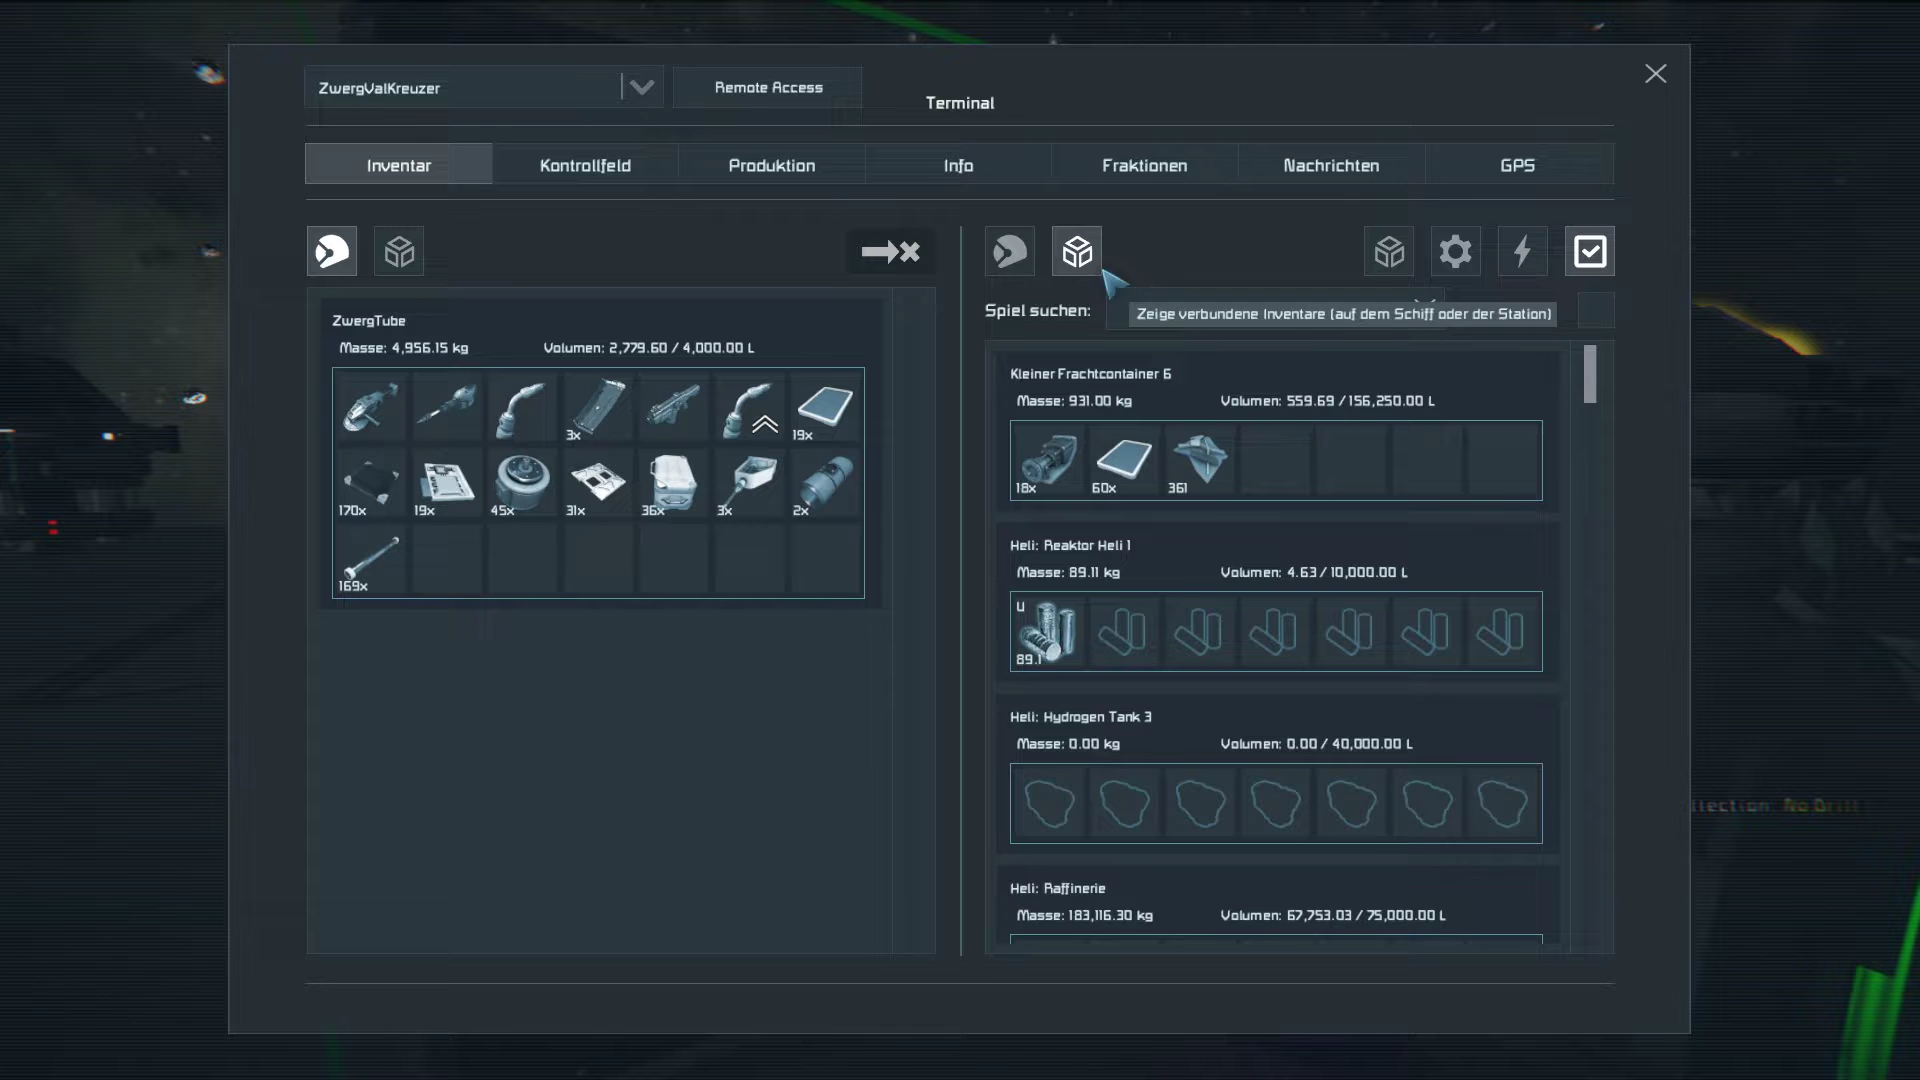 ZwergValKreuzer
Remote Access
Terminal
Inventar
Kontrollfeld
Produktion
Info
Fraktionen
Nachrichten
GPS
Spiel suchen:
Zeige verbundene Inventare (auf dem Schiff oder der Station)
ZwergTube
Masse: 4,956.15 kg
Volumen: 2,779.60 / 4,000.00 L
3x
19x
170x
19x
45x
31x
36x
3x
2x
169x
Kleiner Frachtcontainer 6
Masse: 931.00 kg
Volumen: 559.69 / 156,250.00 L
18x
60x
361
Heli: Reaktor Heli 1
Masse: 89.11 kg
Volumen: 4.63 / 10,000.00 L
U
89.1
Heli: Hydrogen Tank 3
Masse: 0.00 kg
Volumen: 0.00 / 40,000.00 L
Heli: Raffinerie
Masse: 183,116.30 kg
Volumen: 67,753.03 / 75,000.00 L
llection: No Drill